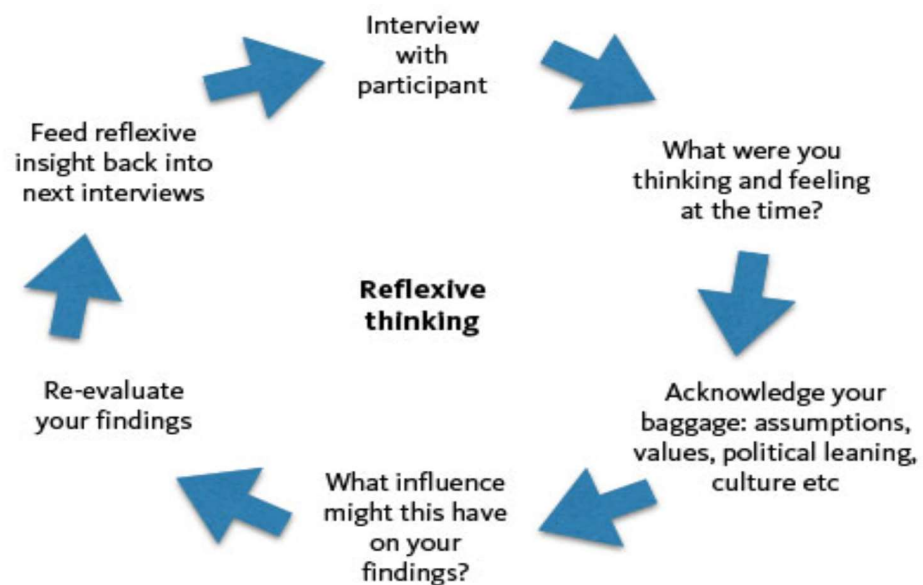 Interview
with
participant
What were you
thinking and feeling
at the time?
Acknowledge your
baggage: assumptions,
values, political leaning,
culture etc
What influence
might this have
on your
findings?
Re-evaluate
your findings
Feed reflexive
insight back into
next interviews
Reflexive
thinking